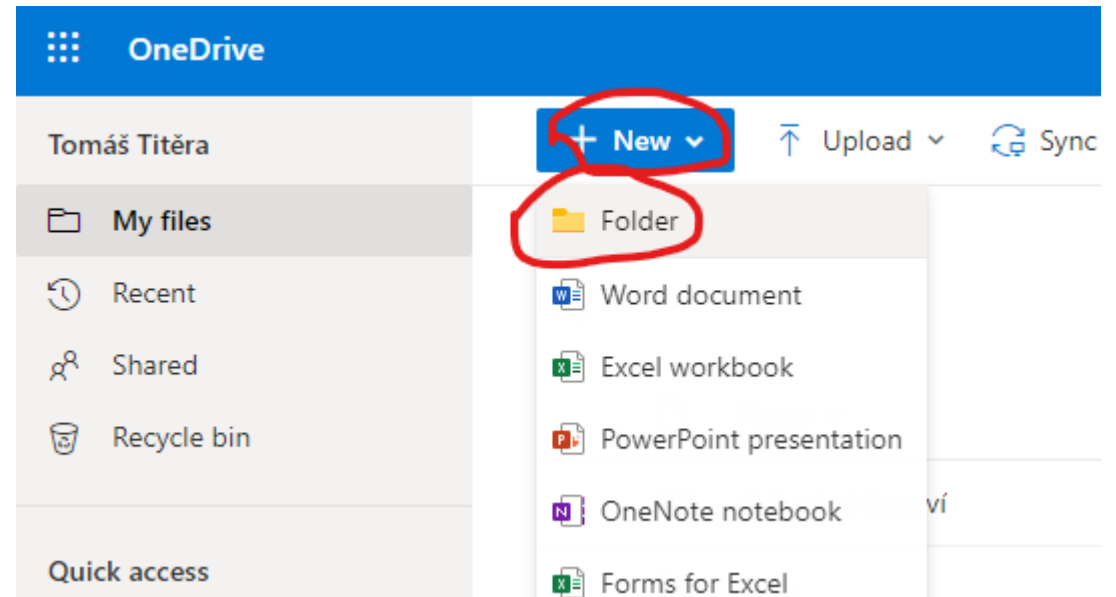 OneDrive
Tomáš Titěra
+ New
Upload
Sync
My files
Folder
Recent
Word document
Shared
Excel workbook
Recycle bin
PowerPoint presentation
OneNote notebook
ví
Quick access
Forms for Excel